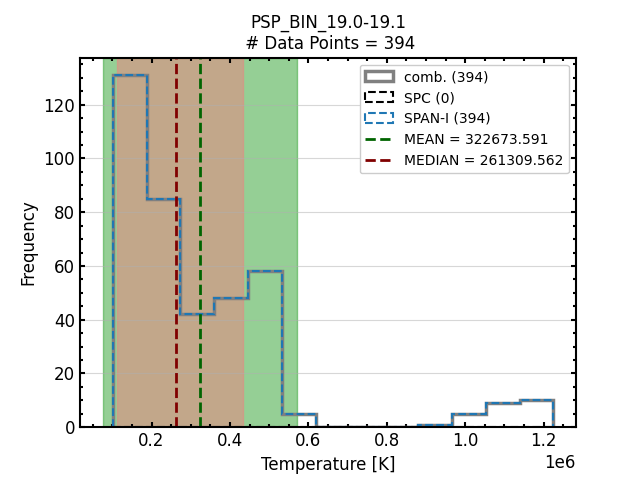 PSP_BIN_19.0-19.1
# Data Points = 394
comb. (394)
SPC (0)
SPAN-I (394)
MEAN = 322673.591
MEDIAN = 261309.562
Frequency
120
100
80
60
40
20
0
0.2 0.4 0.6 0.8 1.0 1.2
1e6
Temperature [K]